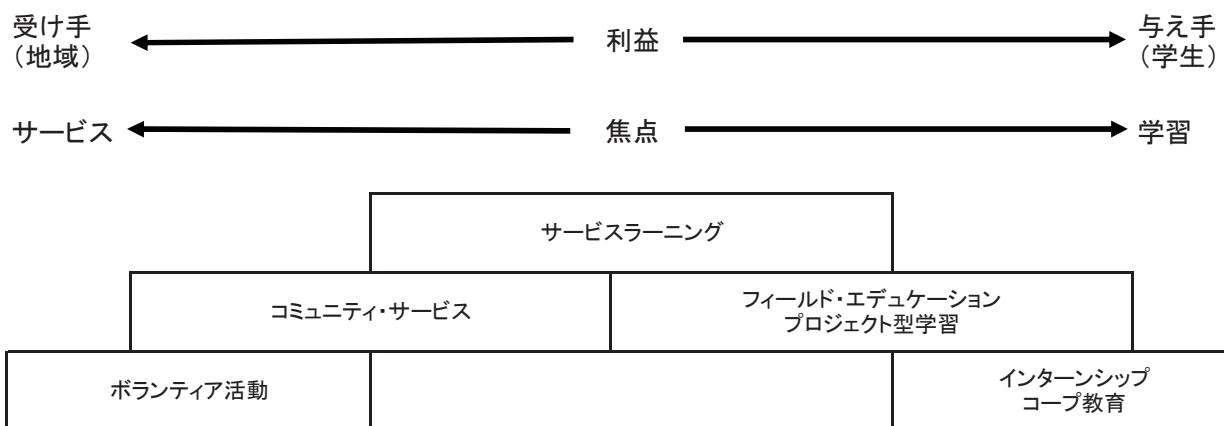 受け手
（地域）
利益
与え手
（学生）
サービス
焦点
学習
サービスラーニング
コミュニティ・サービス
フィールド・エデュケーション
プロジェクト型学習
ボランティア活動
インターンシップ
コープ教育